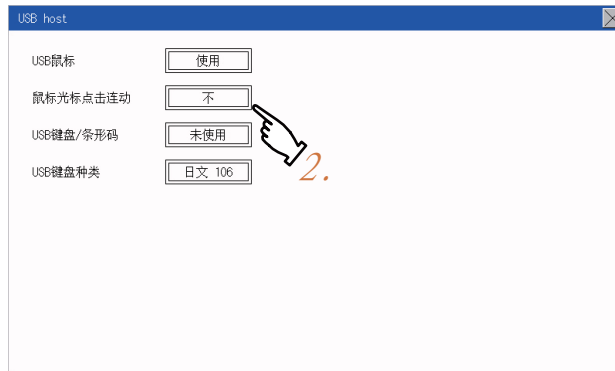 USB host
USB鼠标 使用
鼠标光标点击连动 不
USB键盘/条形码 未使用
USB键盘种类 日文 106
2.